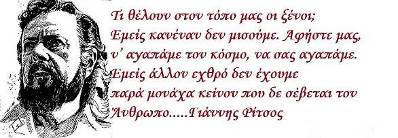 Τι θέλουν στον τόπο μας οι ξένοι;
Εμείς κανέναν δεν μισούμε. Αφήστε μας,
ν' αγαπάμε τον κόσμο, να σας αγαπάμε.
Εμείς άλλον εχθρό δεν έχουμε
παρά μονάχα κείνον που δε σέβεται τον
Άνθρωπο.....Γιάννης Ρίτσος